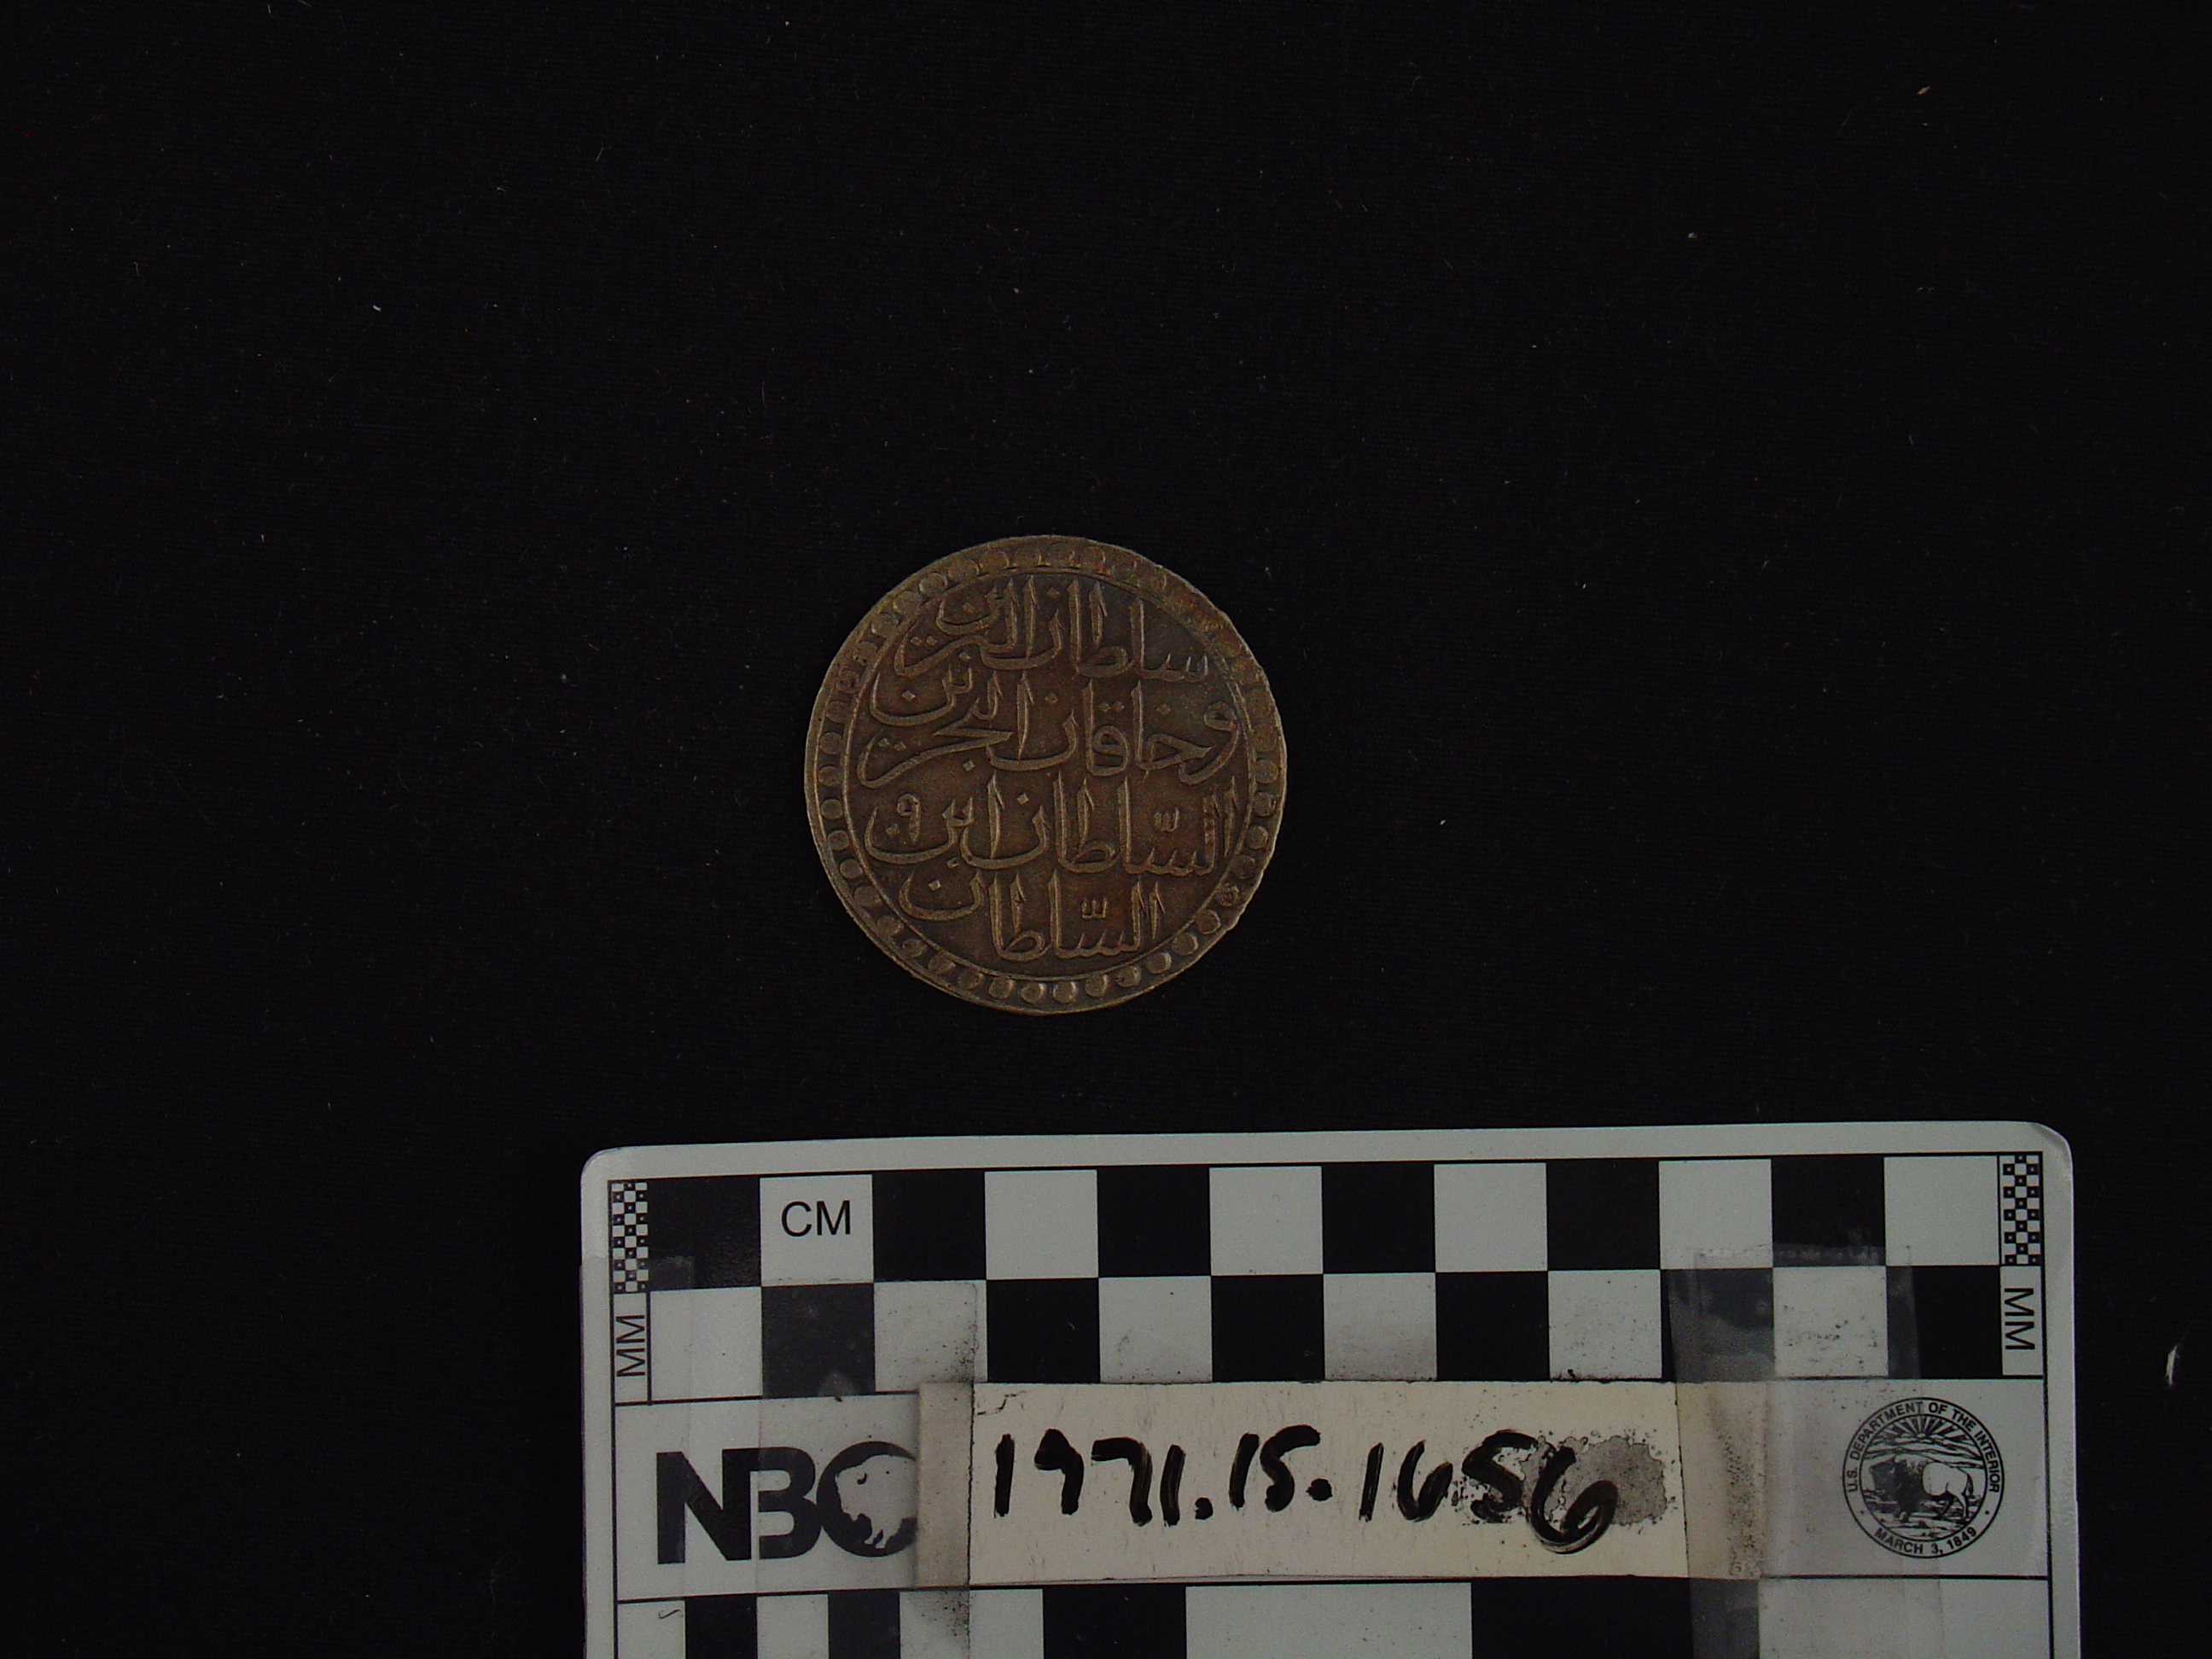 سلطان البرين
وخاقان البحرين
السلطان ابن ٩
السلطان
CM
MM
MM
NBC
1971.15.1656
U.S. DEPARTMENT OF THE INTERIOR
MARCH 3, 1849